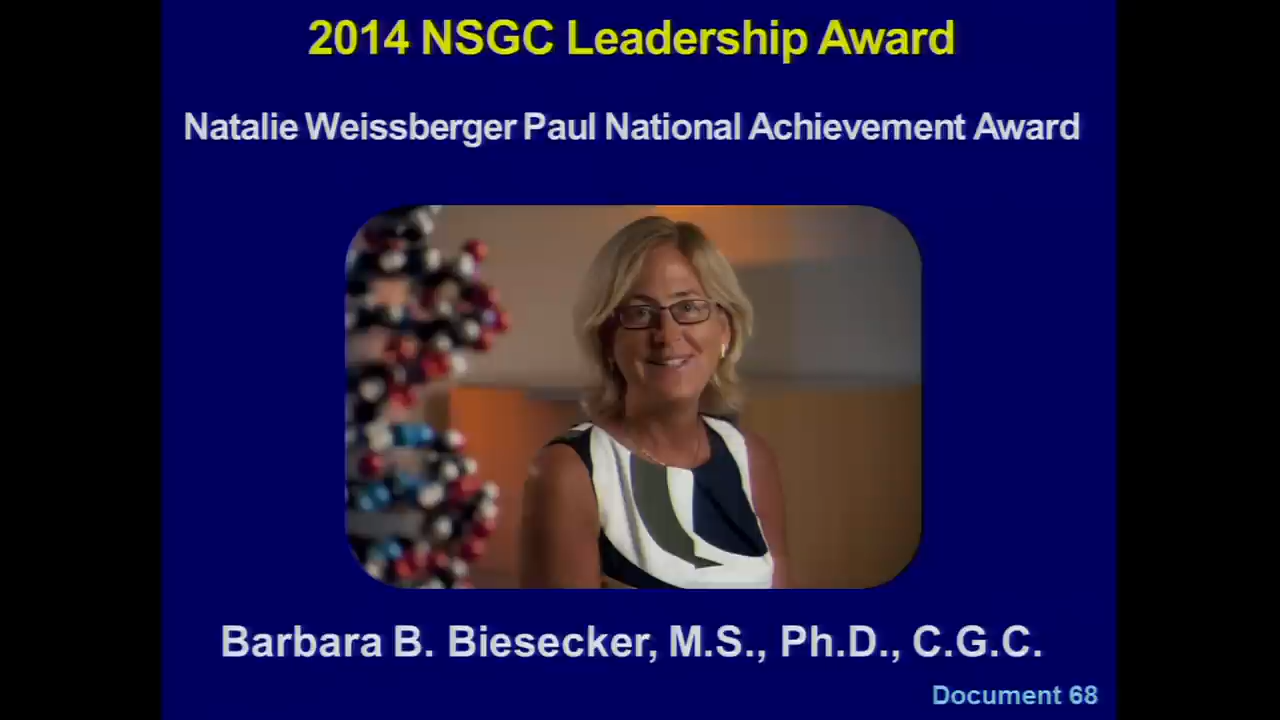 2014 NSGC Leadership Award
Natalie Weissberger Paul National Achievement Award
Barbara B. Biesecker, M.S., Ph.D., C.G.C.
Document 68